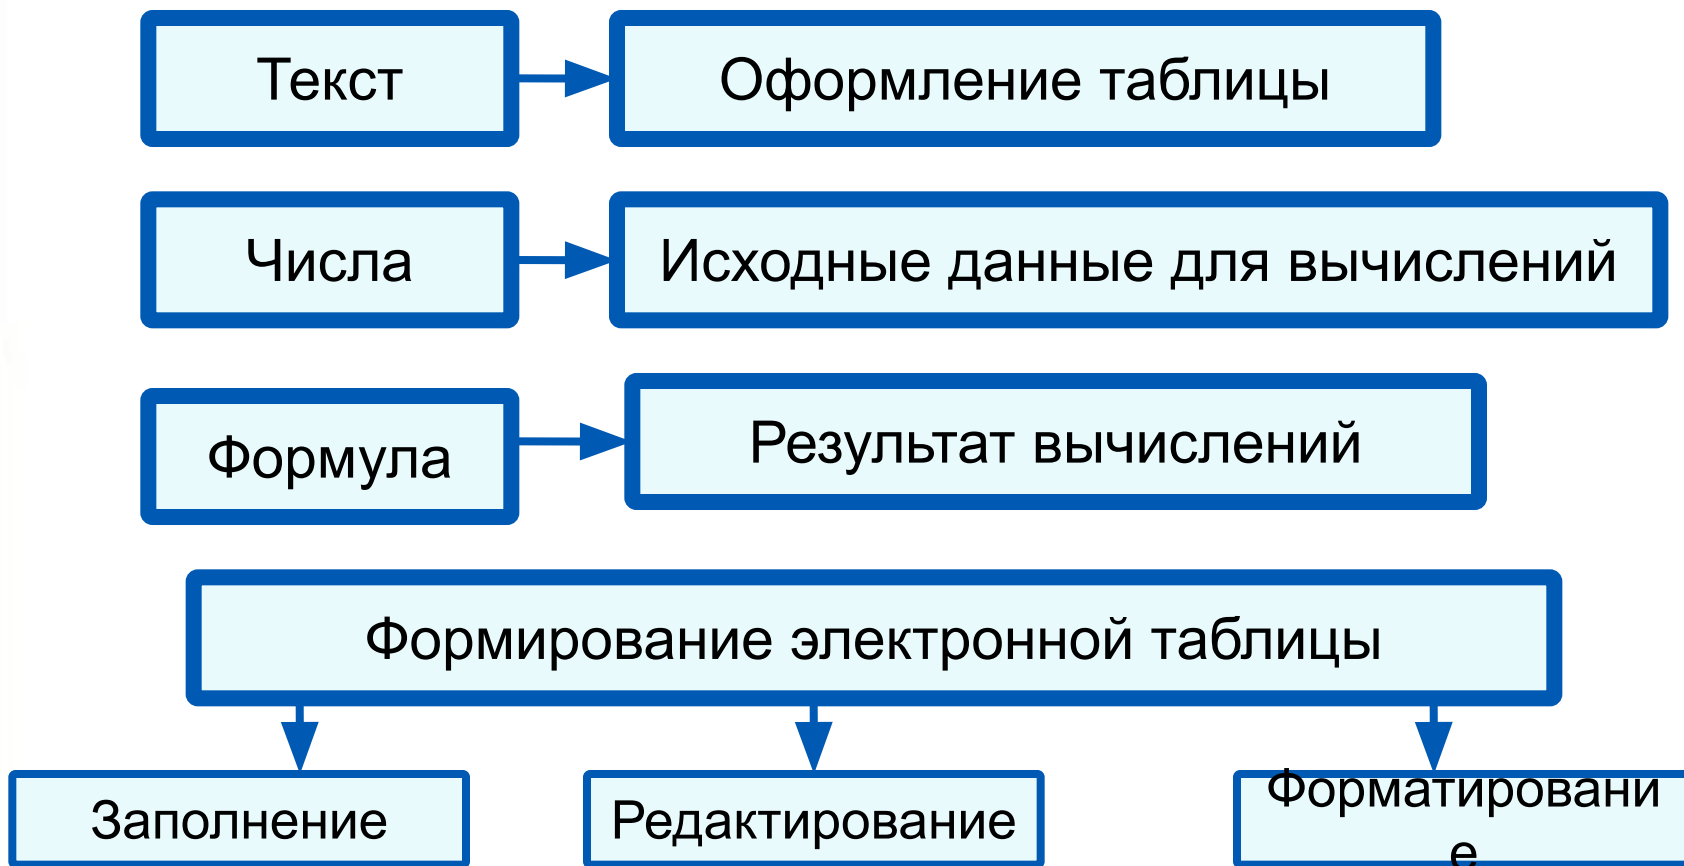 Текст
Оформление таблицы
Числа
Исходные данные для вычислений
Формула
Результат вычислений
Формирование электронной таблицы
Заполнение
Редактирование
Форматировани
е